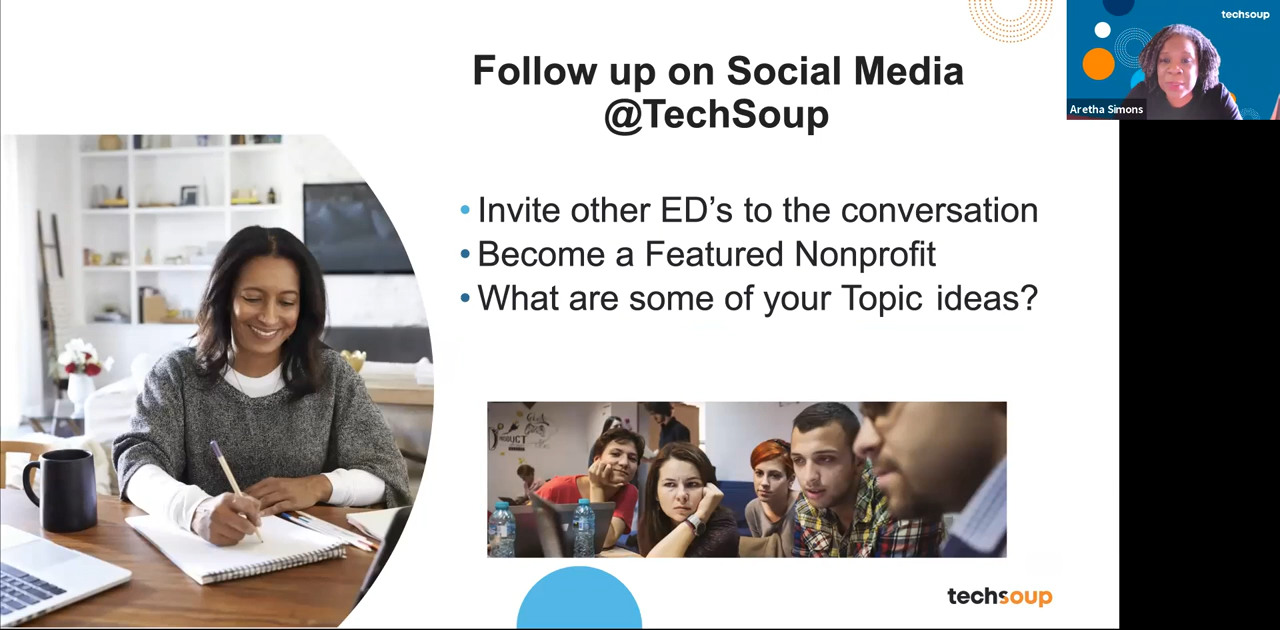 Follow up on Social Media
@TechSoup
techsoup
Aretha Simons
• Invite other ED’s to the conversation
• Become a Featured Nonprofit
• What are some of your Topic ideas?
PRODUCT
techsoup